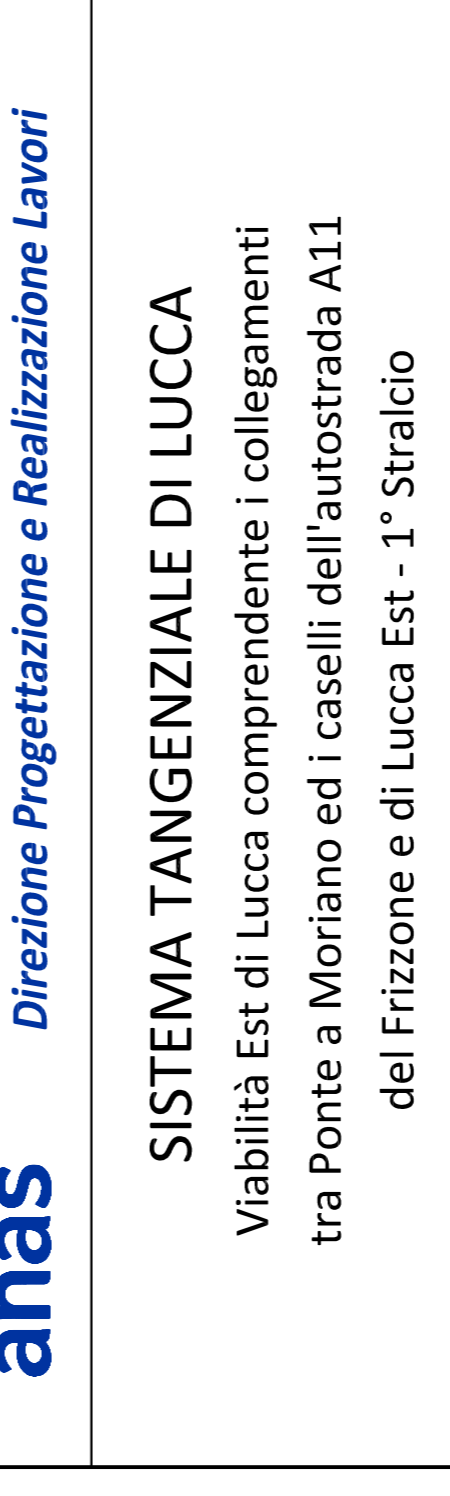 anas Direzione Progettazione e Realizzazione Lavori
SISTEMA TANGENZIALE DI LUCCA
Viabilità Est di Lucca comprendente i collegamenti
tra Ponte a Moriano ed i caselli dell'autostrada A11
del Frizzone e di Lucca Est - 1° Stralcio